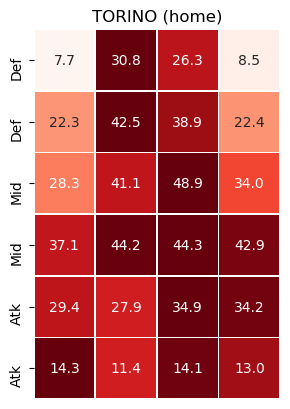 TORINO (home)
Def 7.7 30.8 26.3 8.5
Def 22.3 42.5 38.9 22.4
Mid 28.3 41.1 48.9 34.0
Mid 37.1 44.2 44.3 42.9
Atk 29.4 27.9 34.9 34.2
Atk 14.3 11.4 14.1 13.0